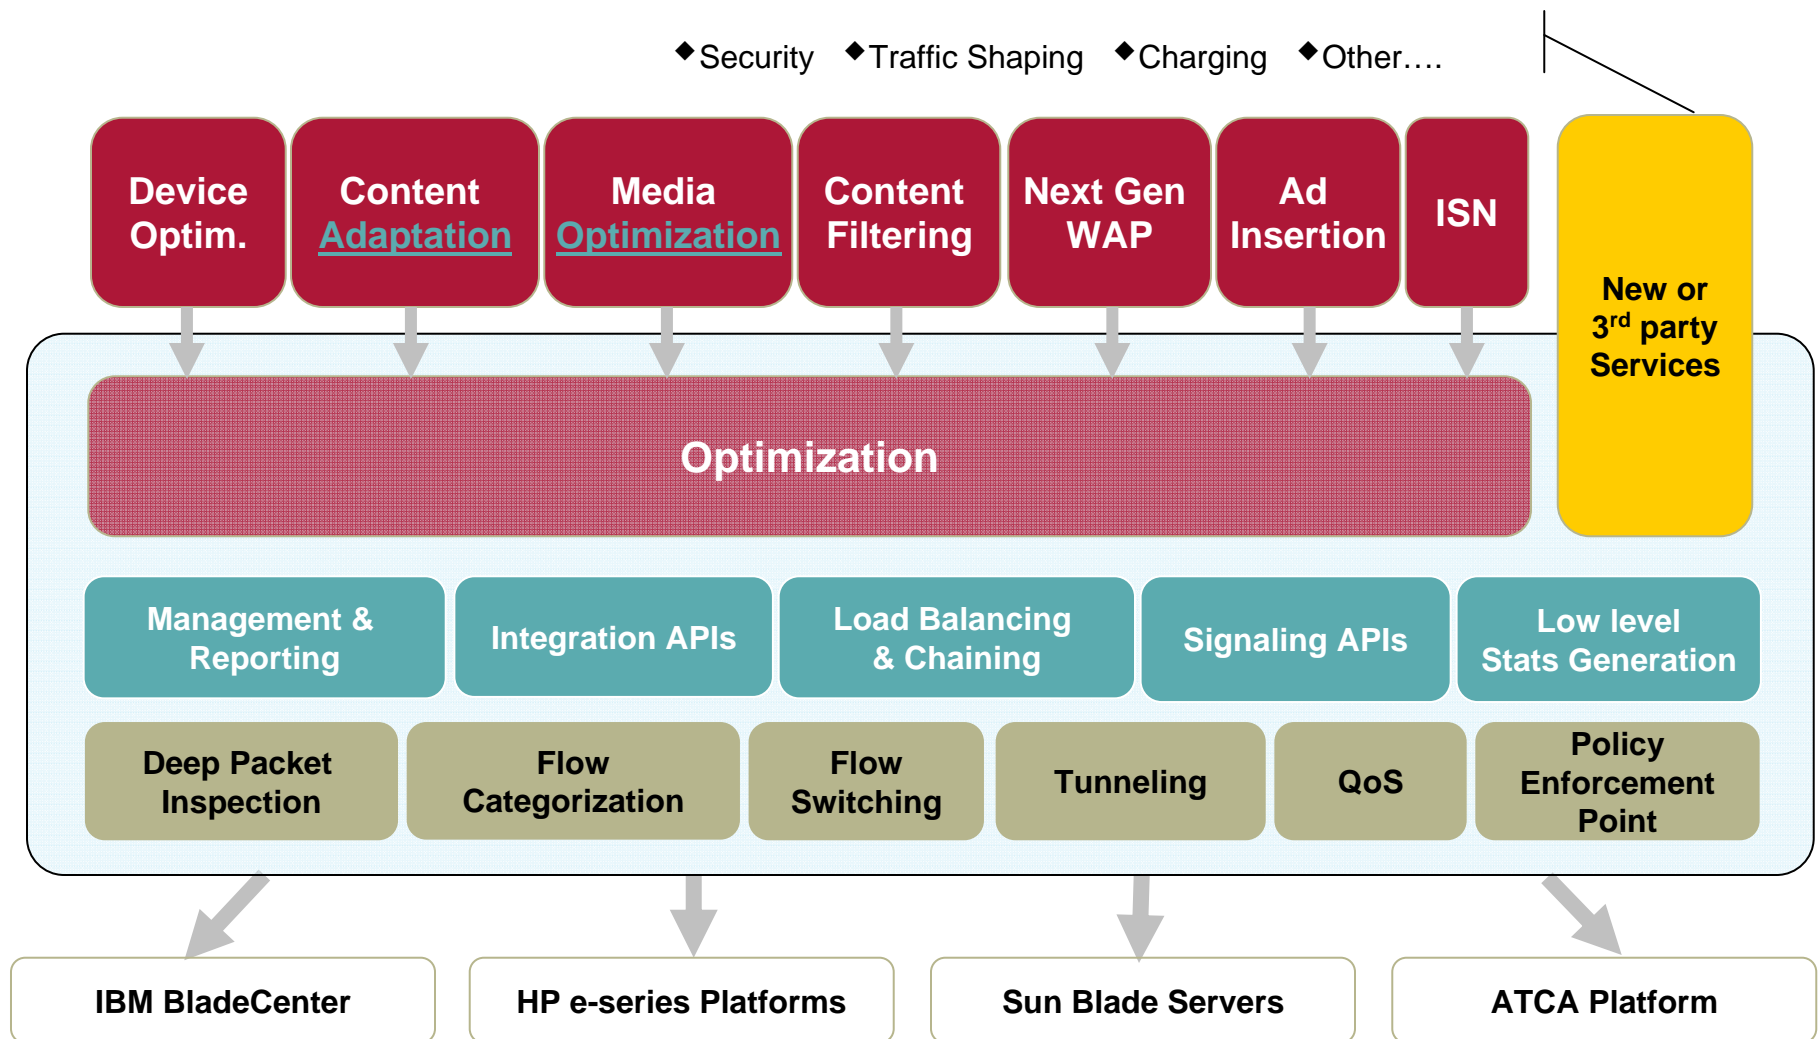 ◆Security ◆Traffic Shaping ◆Charging ◆Other….
Device
Optim.
Content
Adaptation
Media
Optimization
Content
Filtering
Next Gen
WAP
Ad
Insertion
ISN
New or
3rd party
Services
Optimization
Management &
Reporting
Integration APIs
Load Balancing
& Chaining
Signaling APIs
Low level
Stats Generation
Deep Packet
Inspection
Flow
Categorization
Flow
Switching
Tunneling
QoS
Policy
Enforcement
Point
IBM BladeCenter
HP e-series Platforms
Sun Blade Servers
ATCA Platform